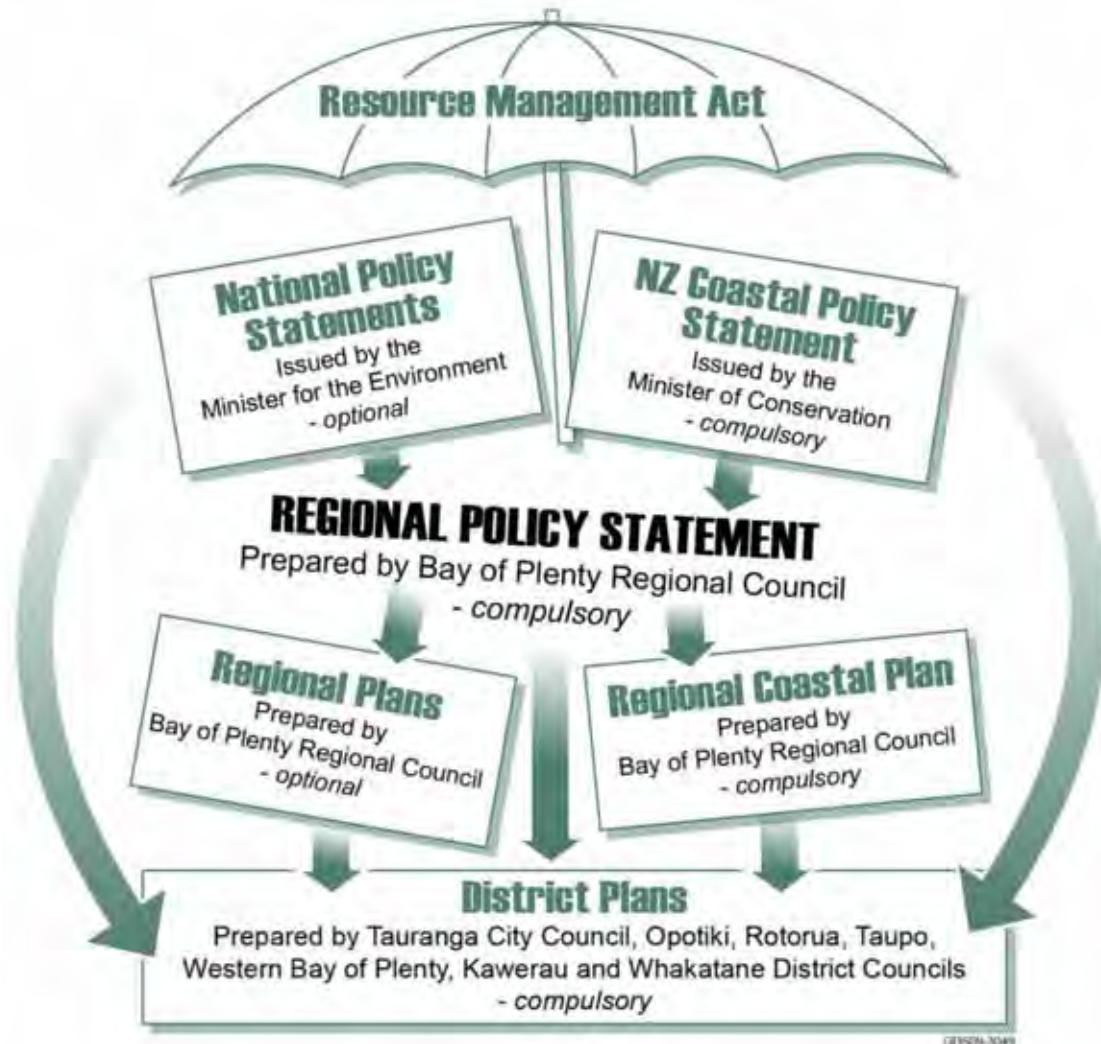 Resource Management Act
National Policy
Statements
Issued by the
Minister for the Environment
- optional
NZ Coastal Policy
Statement
Issued by the
Minister of Conservation
- compulsory
REGIONAL POLICY STATEMENT
Prepared by Bay of Plenty Regional Council
- compulsory
Regional Plans
Prepared by
Bay of Plenty Regional Council
- optional
Regional Coastal Plan
Prepared by
Bay of Plenty Regional Council
- compulsory
District Plans
Prepared by Tauranga City Council, Opotiki, Rotorua, Taupo,
Western Bay of Plenty, Kawerau and Whakatane District Councils
- compulsory